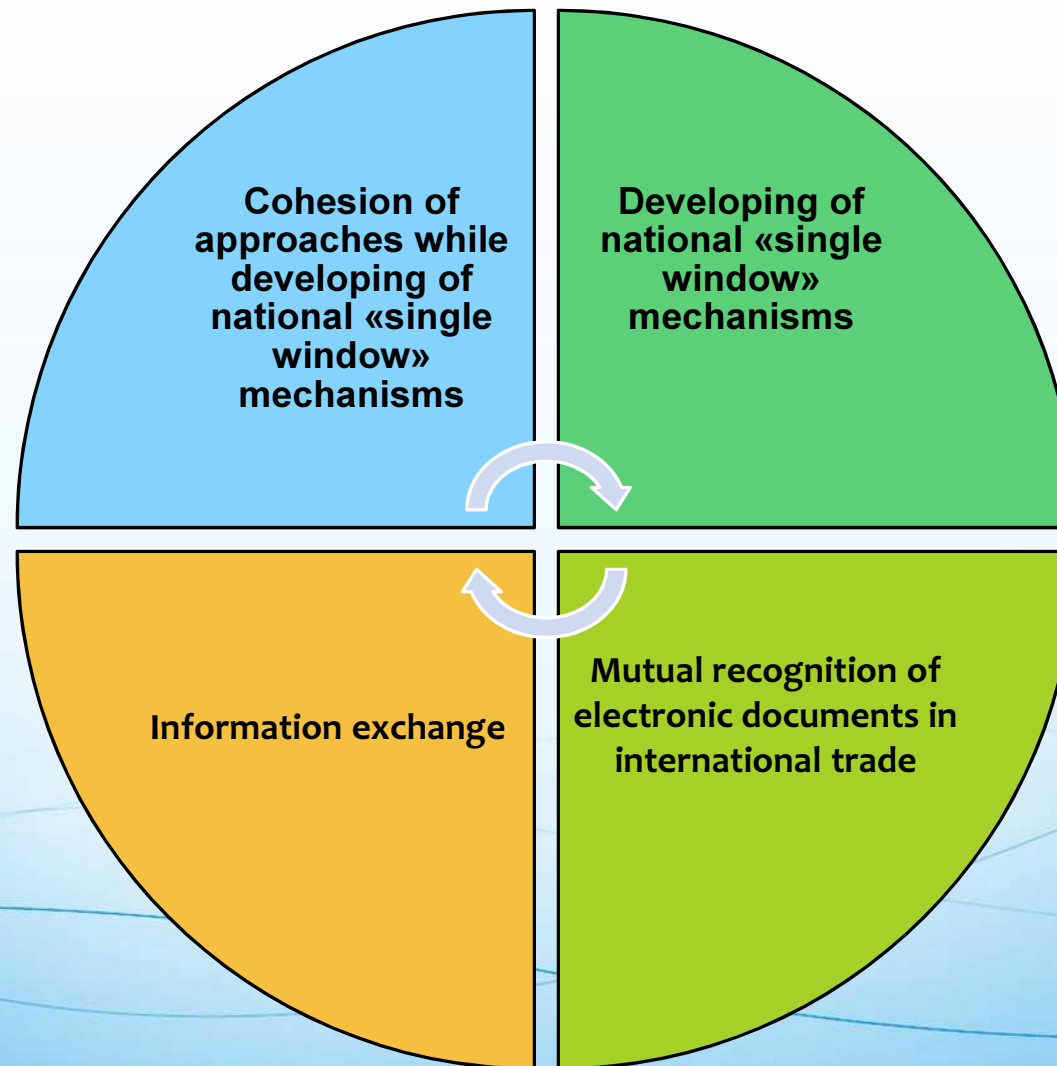 Cohesion of
approaches while
developing of
national «single
window»
mechanisms
Developing of
national «single
window»
mechanisms
Information exchange
Mutual recognition of
electronic documents in
international trade